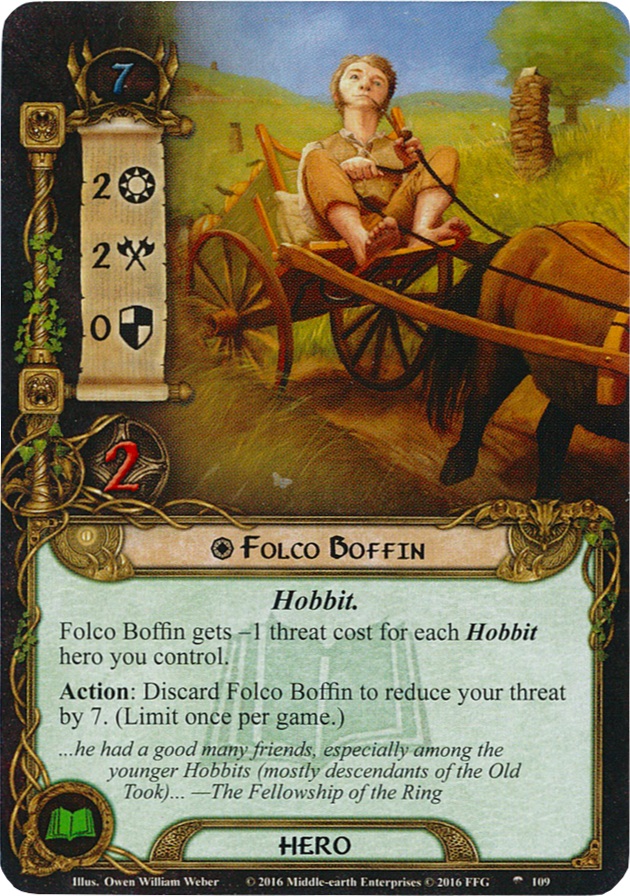 7
2
2
0
2
FOLCO BOFFIN
Hobbit.
Folco Boffin gets –1 threat cost for each Hobbit
hero you control.
Action: Discard Folco Boffin to reduce your threat
by 7. (Limit once per game.)
...he had a good many friends, especially among the
younger Hobbits (mostly descendants of the Old
Took)... —The Fellowship of the Ring
HERO
Illus. Owen William Weber © 2016 Middle-earth Enterprises © 2016 FFG 109